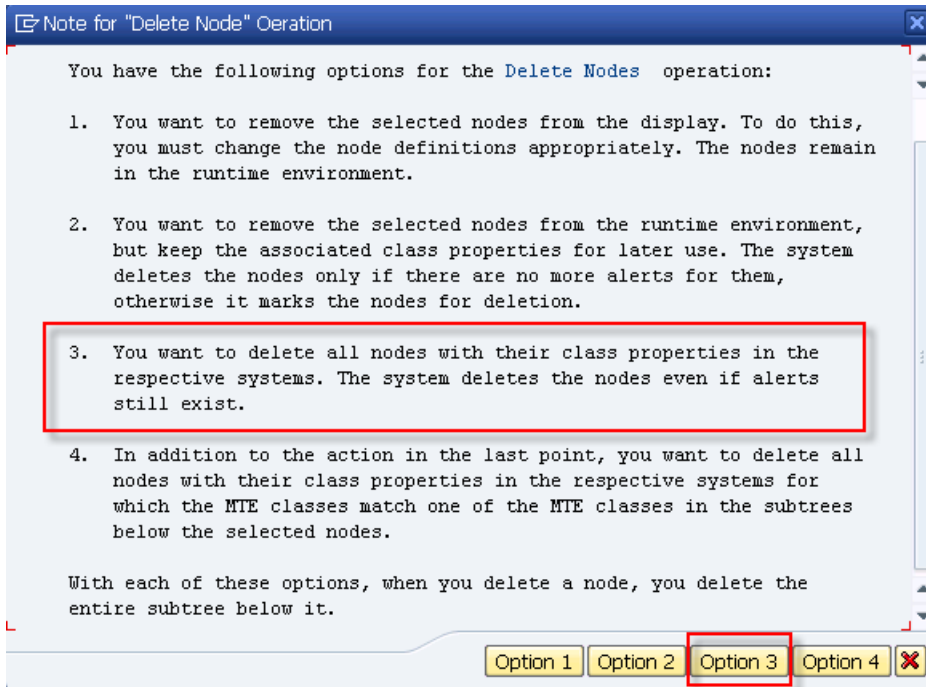 Note for "Delete Node" Oeration
You have the following options for the Delete Nodes operation:
1. You want to remove the selected nodes from the display. To do this,
you must change the node definitions appropriately. The nodes remain
in the runtime environment.
2. You want to remove the selected nodes from the runtime environment,
but keep the associated class properties for later use. The system
deletes the nodes only if there are no more alerts for them,
otherwise it marks the nodes for deletion.
3. You want to delete all nodes with their class properties in the
respective systems. The system deletes the nodes even if alerts
still exist.
4. In addition to the action in the last point, you want to delete all
nodes with their class properties in the respective systems for
which the MTE classes match one of the MTE classes in the subtrees
below the selected nodes.
With each of these options, when you delete a node, you delete the
entire subtree below it.
Option 1 Option 2 Option 3 Option 4